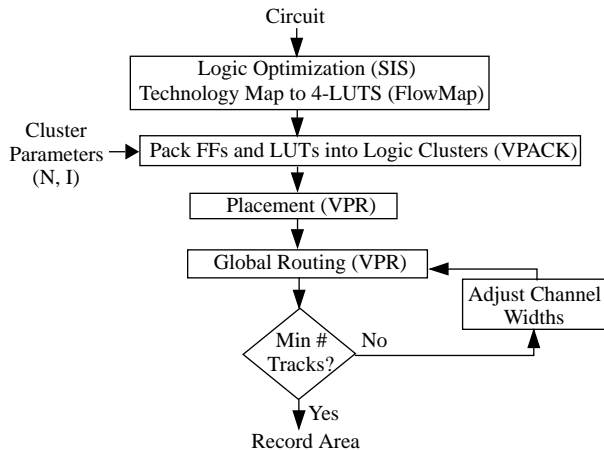 Circuit
Logic Optimization (SIS)
Technology Map to 4-LUTS (FlowMap)
Cluster
Parameters
(N, I)
Pack FFs and LUTs into Logic Clusters (VPACK)
Placement (VPR)
Global Routing (VPR)
Adjust Channel
Widths
Min #
Tracks?
No
Yes
Record Area